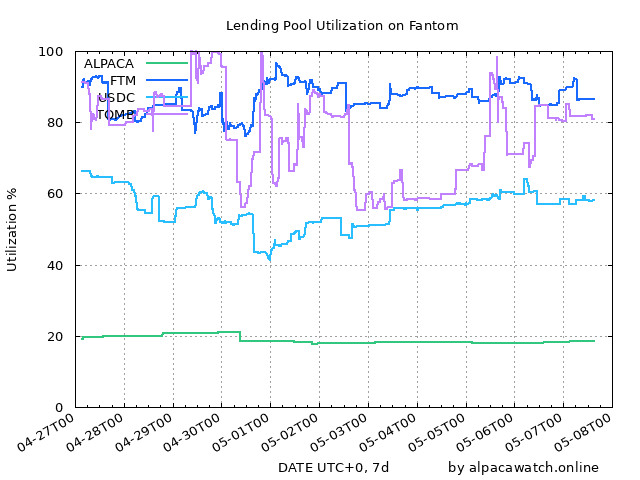 Lending Pool Utilization on Fantom
Utilization %
100
80
60
40
20
0
ALPACA
FTM
USDC
TOMB
04-27T00
04-28T00
04-29T00
04-30T00
05-01T00
05-02T00
05-03T00
05-04T00
05-05T00
05-06T00
05-07T00
05-08T00
DATE UTC+0, 7d
by alpacawatch.online